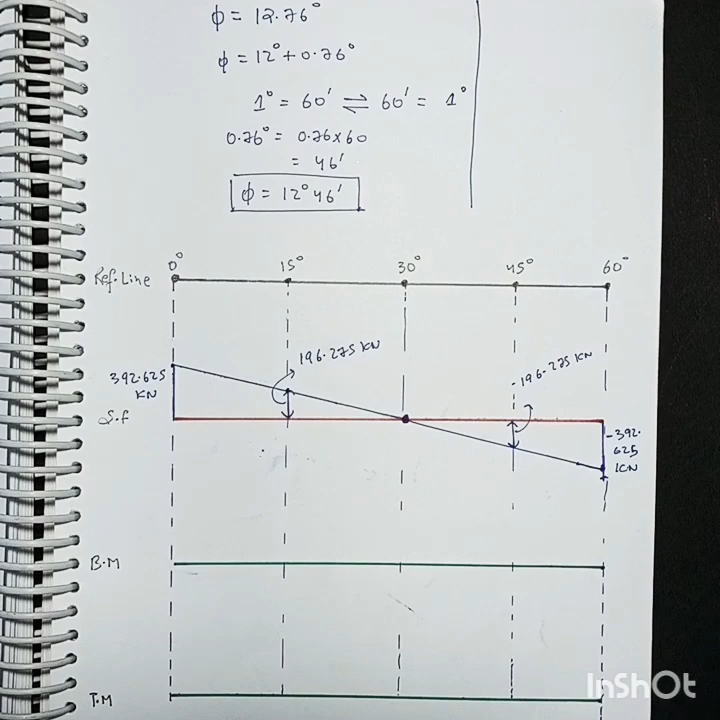 ϕ = 12.76°
ϕ = 12° + 0.76°
1° = 60' ⇌ 60' = 1°
0.76° = 0.76×60
= 46'
ϕ = 12° 46'
0° 15° 30° 45° 60°
Ref. Line
196.275 KN
-196.275 KN
392.625
KN
S.F
-392.
625
KN
B.M
T.M
InShOt